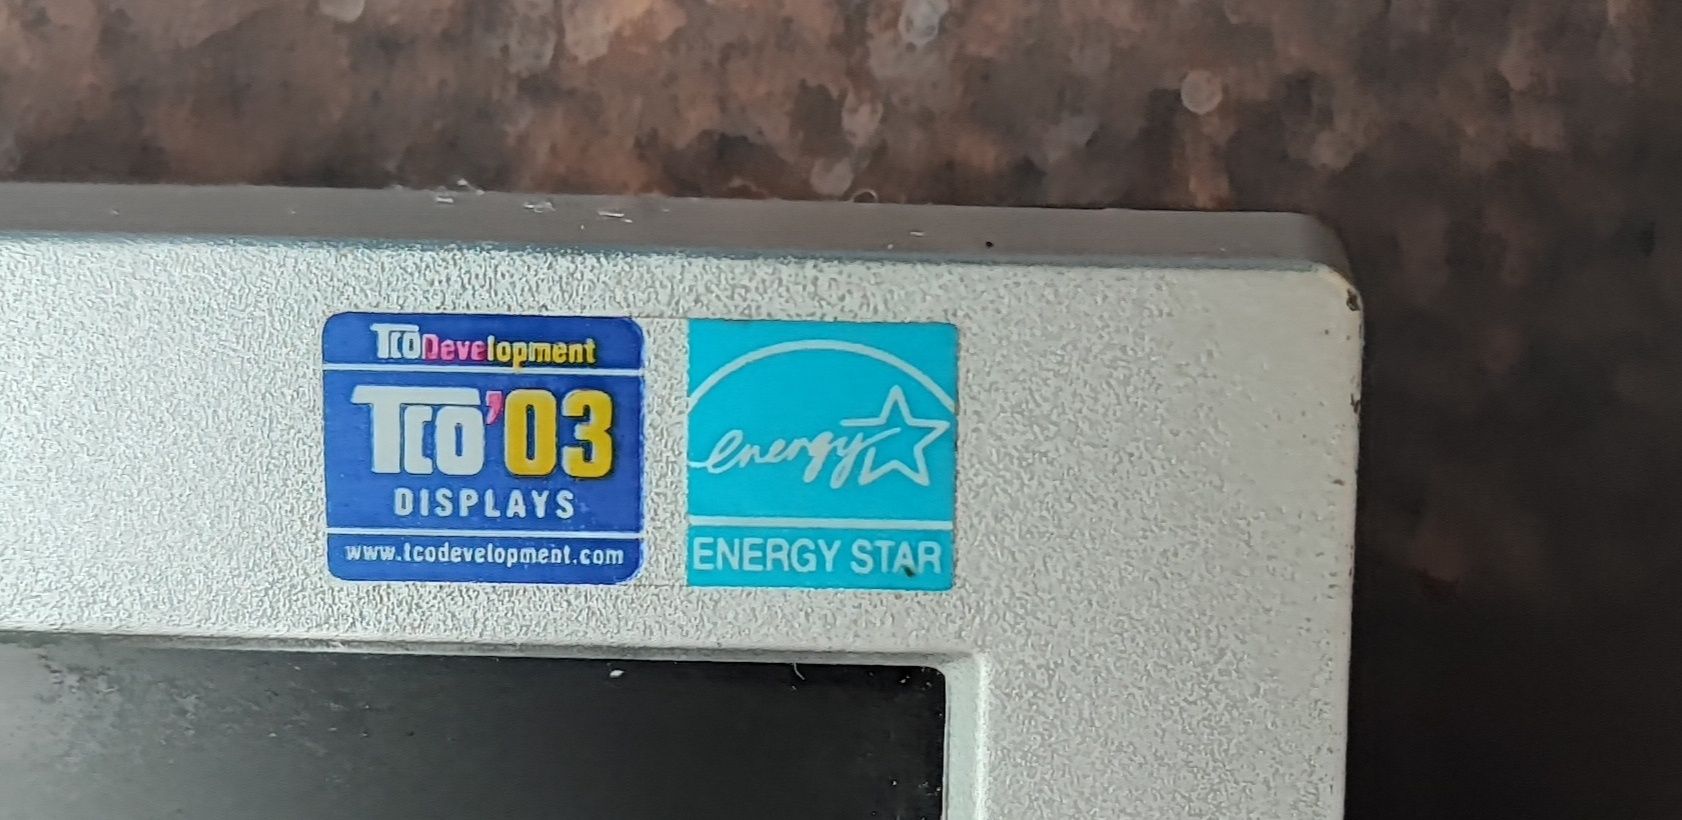 TCODevelopment
TCO'03
DISPLAYS
www.tcodevelopment.com
energy
ENERGY STAR